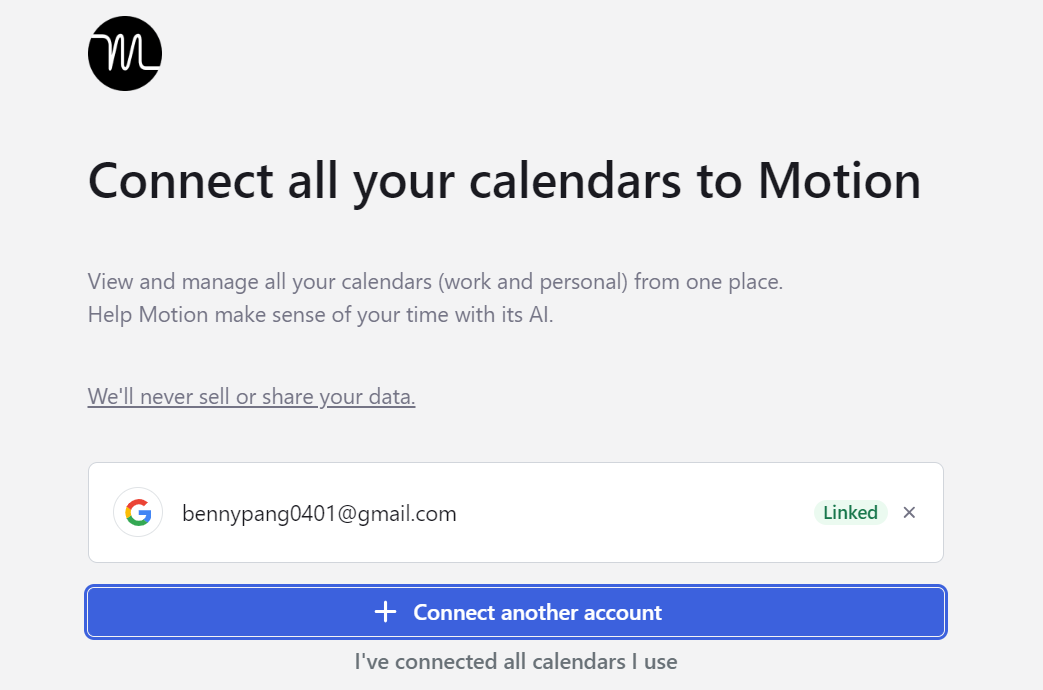 M
Connect all your calendars to Motion
View and manage all your calendars (work and personal) from one place.
Help Motion make sense of your time with its AI.
We'll never sell or share your data.
bennypang0401@gmail.com Linked ×
+ Connect another account
I've connected all calendars I use